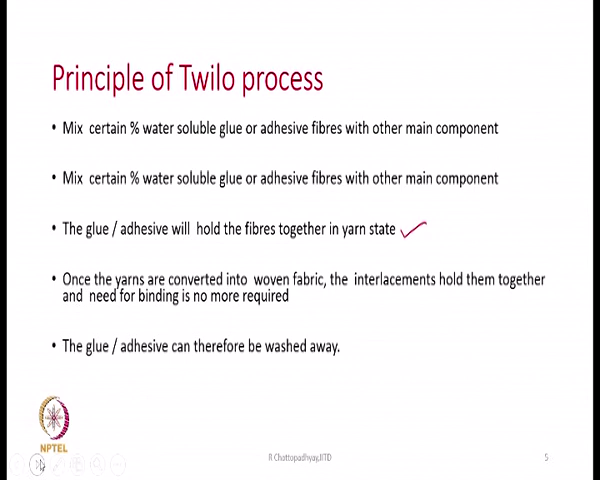 Principle of Twilo process
• Mix certain % water soluble glue or adhesive fibres with other main component
• Mix certain % water soluble glue or adhesive fibres with other main component
• The glue / adhesive will hold the fibres together in yarn state
• Once the yarns are converted into woven fabric, the interlacements hold them together
and need for binding is no more required
• The glue / adhesive can therefore be washed away.
NPTEL
R Chattopadhyay,IITD
5